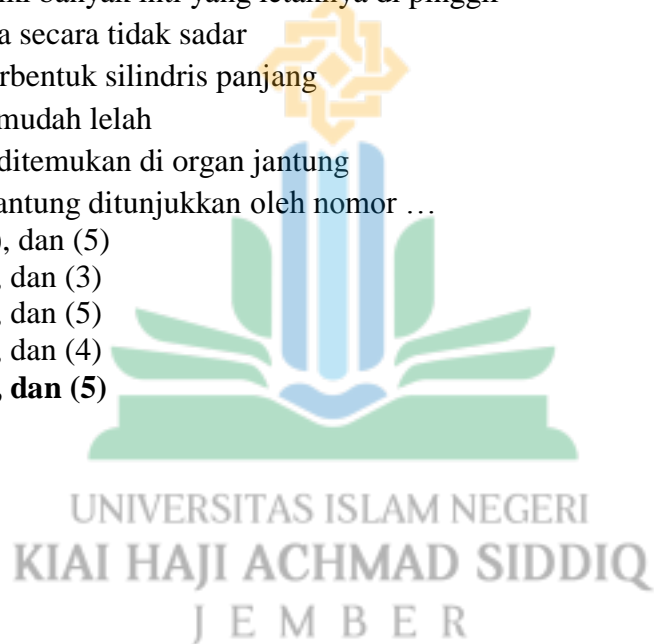 banyak inti yang letaknya di pinggir
a secara tidak sadar
erbentuk silindris panjang
mudah lelah
ditemukan di organ jantung
antung ditunjukkan oleh nomor …
), dan (5)
, dan (3)
, dan (5)
, dan (4)
, dan (5)
UNIVERSITAS ISLAM NEGERI
KIAI HAJI ACHMAD SIDDIQ
J E M B E R